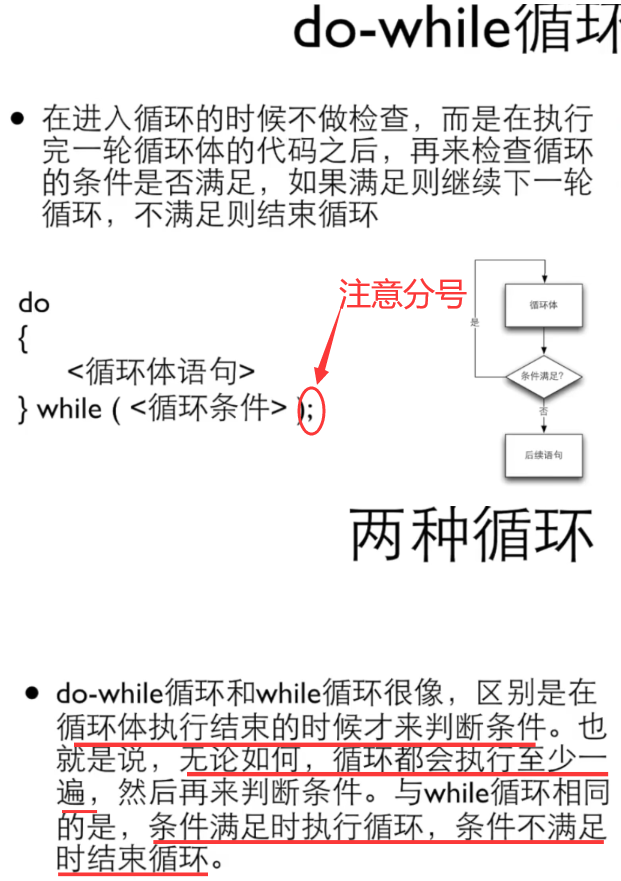 do-while循环
在进入循环的时候不做检查，而是在执行
完一轮循环体的代码之后，再来检查循环
的条件是否满足，如果满足则继续下一轮
循环，不满足则结束循环
注意分号
do
{
<循环体语句>
} while ( <循环条件> );
循环体
是
条件满足?
否
后续语句
两种循环
do-while循环和while循环很像，区别是在
循环体执行结束的时候才来判断条件。也
就是说，无论如何，循环都会执行至少一
遍，然后再来判断条件。与while循环相同
的是，条件满足时执行循环，条件不满足
时结束循环。